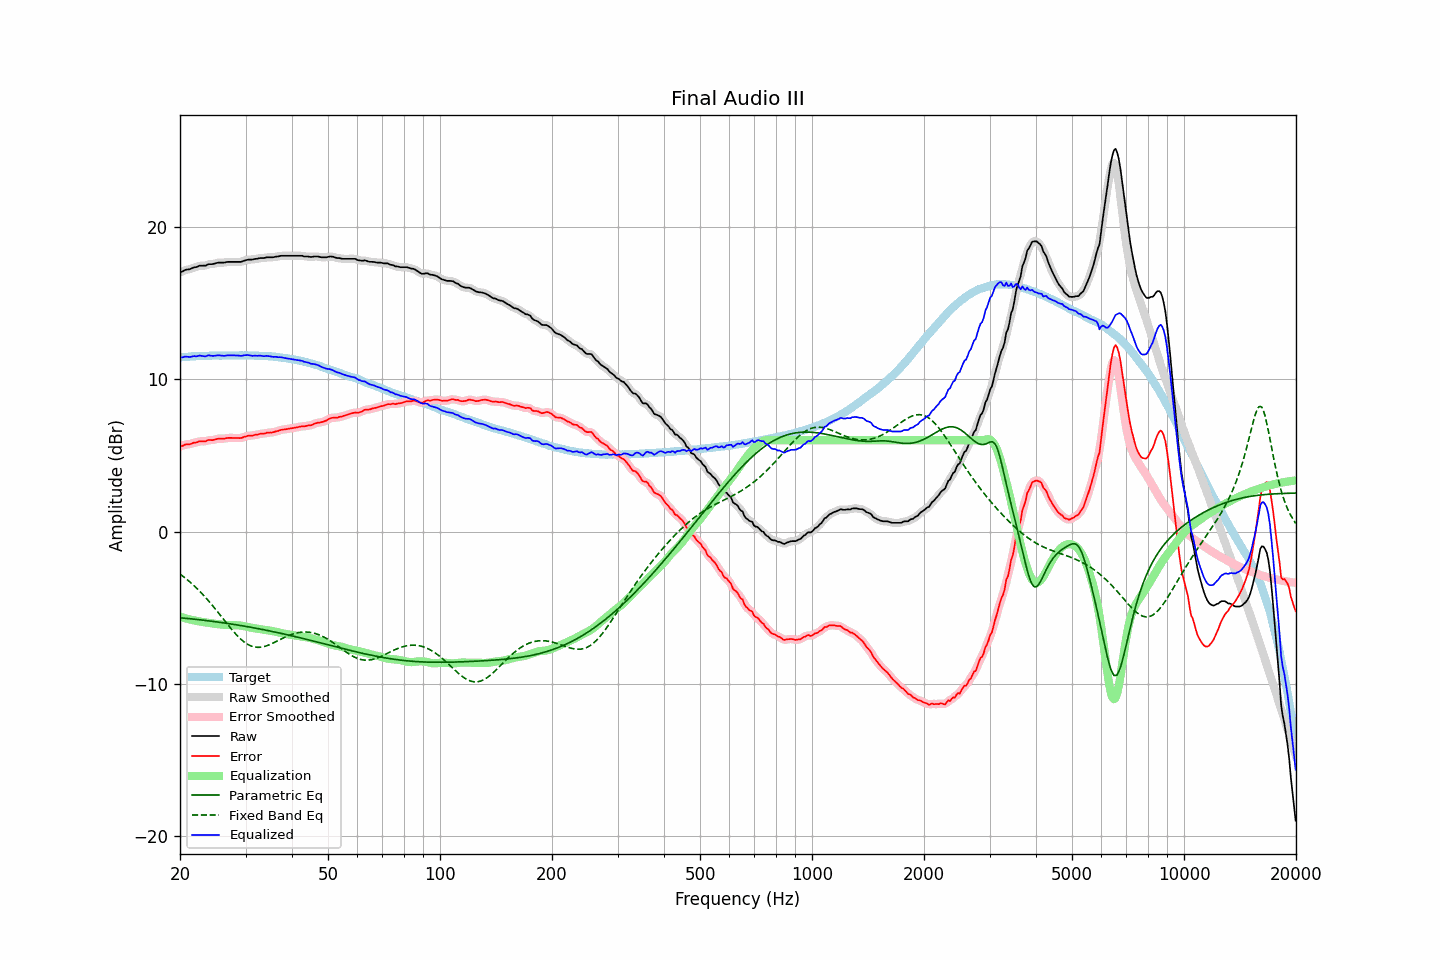 Final Audio III
Amplitude (dBr)
20
10
0
−10
−20
Target
Raw Smoothed
Error Smoothed
Raw
Error
Equalization
Parametric Eq
Fixed Band Eq
Equalized
20 50 100 200 500 1000 2000 5000 10000 20000
Frequency (Hz)